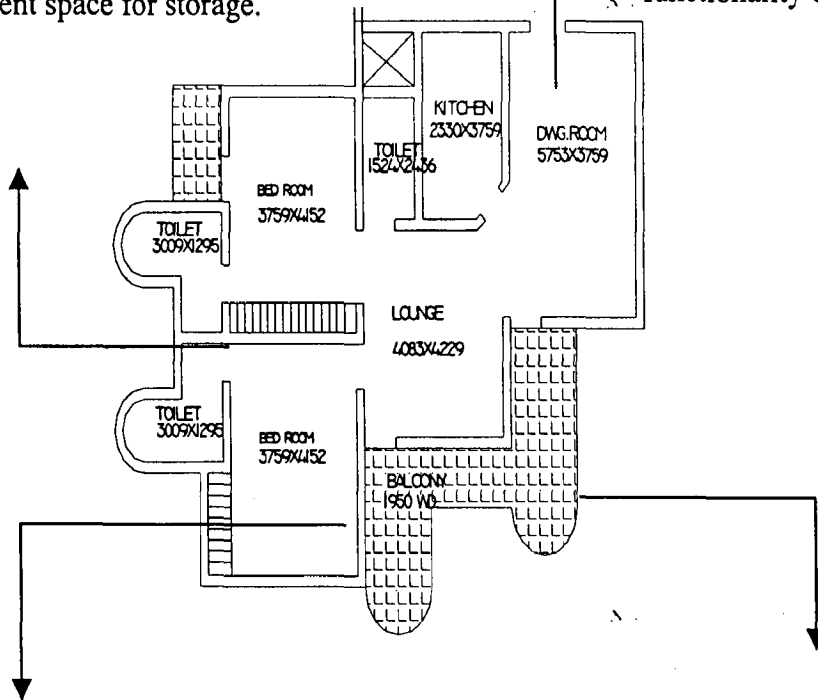 ent space for storage.
functionality
KITCHEN
2330X3759
DWG.ROOM
5753X3759
TOILET
1524X2436
BED ROOM
3759X4152
TOILET
3009X1295
LOUNGE
4083X4229
TOILET
3009X1295
BED ROOM
3759X4152
BALCONY
1950 WD